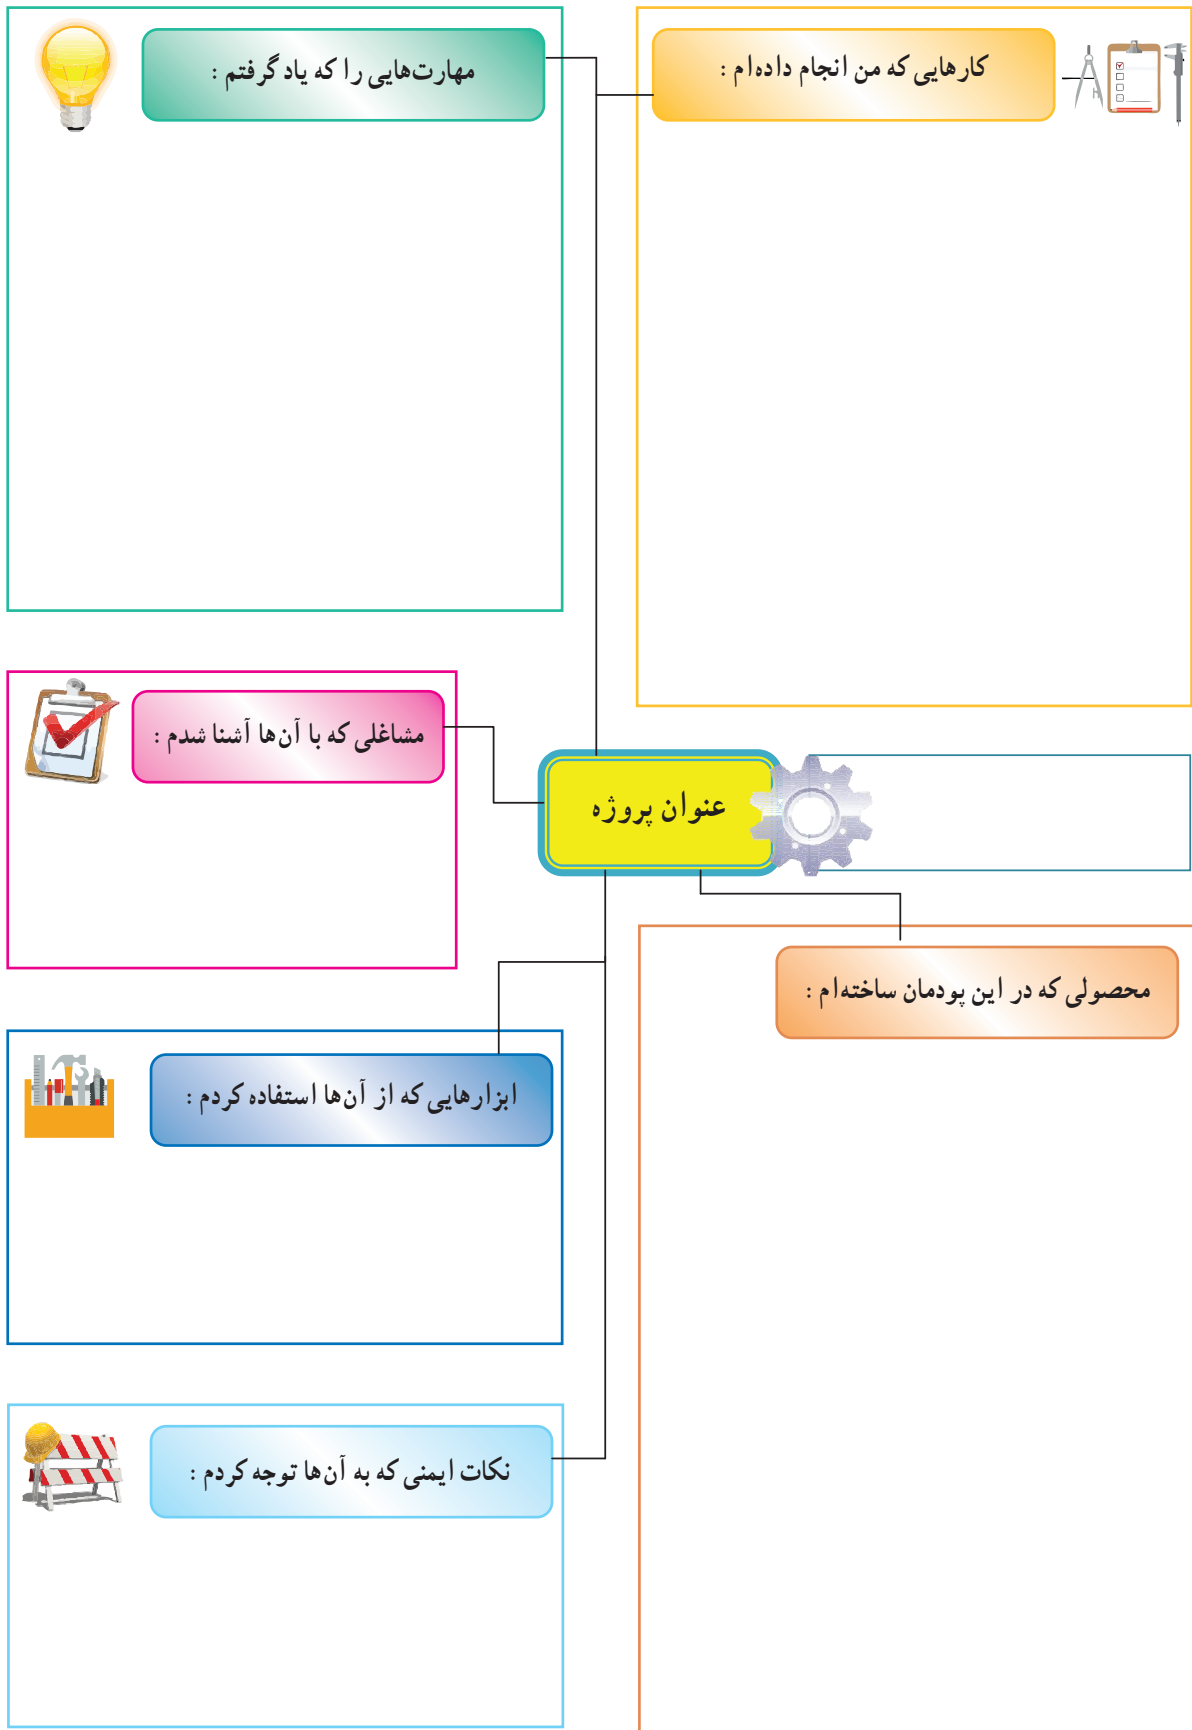 کارهایی که من انجام داده‌ام :
مهارت‌هایی را که یاد گرفتم :
مشاغلی که با آن‌ها آشنا شدم :
عنوان پروژه
محصولی که در این پودمان ساخته‌ام :
ابزارهایی که از آن‌ها استفاده کردم :
نکات ایمنی که به آن‌ها توجه کردم :